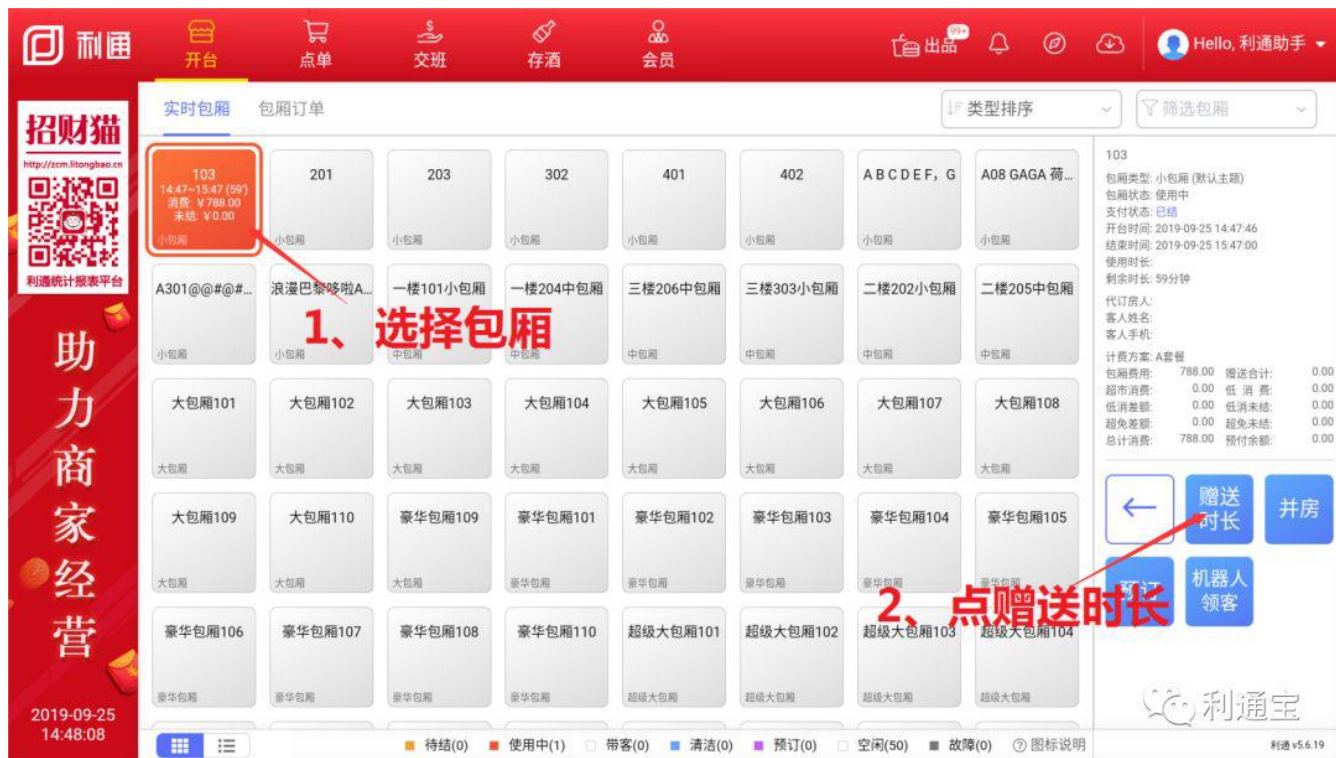 利通
开台
点单
交班
存酒
会员
99+
出品
Hello, 利通助手
招财猫
http://zcm.litongbao.cn
利通统计报表平台
助力商家经营
2019-09-25
14:48:08
实时包厢 包厢订单
类型排序 筛选包厢
103
14:47~15:47 (59')
消费: ¥788.00
未结: ¥0.00
小包厢
201
小包厢
203
小包厢
302
小包厢
401
小包厢
402
小包厢
A B C D E F，G
小包厢
A08 GAGA 荷...
小包厢
A301@@#@#...
小包厢
浪漫巴黎哆啦A...
小包厢
一楼101小包厢
中包厢
一楼204中包厢
中包厢
三楼206中包厢
中包厢
三楼303小包厢
中包厢
二楼202小包厢
中包厢
二楼205中包厢
中包厢
1、选择包厢
大包厢101
大包厢
大包厢102
大包厢
大包厢103
大包厢
大包厢104
大包厢
大包厢105
大包厢
大包厢106
大包厢
大包厢107
大包厢
大包厢108
大包厢
大包厢109
大包厢
大包厢110
大包厢
豪华包厢109
大包厢
豪华包厢101
豪华包厢
豪华包厢102
豪华包厢
豪华包厢103
豪华包厢
豪华包厢104
豪华包厢
豪华包厢105
豪华包厢
豪华包厢106
豪华包厢
豪华包厢107
豪华包厢
豪华包厢108
豪华包厢
豪华包厢110
豪华包厢
超级大包厢101
超级大包厢
超级大包厢102
超级大包厢
超级大包厢103
超级大包厢
超级大包厢104
超级大包厢
103
包厢类型: 小包厢 (默认主题)
包厢状态: 使用中
支付状态: 已结
开台时间: 2019-09-25 14:47:46
结束时间: 2019-09-25 15:47:00
使用时长:
剩余时长: 59分钟
代订房人:
客人姓名:
客人手机:
计费方案: A套餐
包厢费用: 788.00 赠送合计: 0.00
超市消费: 0.00 低 消 费: 0.00
低消差额: 0.00 低消未结: 0.00
超免差额: 0.00 超免未结: 0.00
总计消费: 788.00 预付余额: 0.00
赠送时长
并房
预订
机器人领客
2、点赠送时长
利通宝
待结(0) 使用中(1) 带客(0) 清洁(0) 预订(0) 空闲(50) 故障(0) 图标说明
利通 v5.6.19